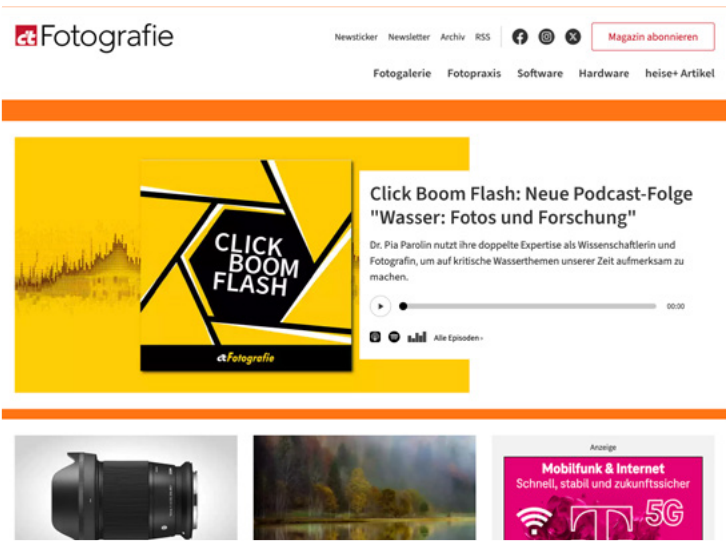 c't Fotografie
Newsticker Newsletter Archiv RSS
Magazin abonnieren
Fotogalerie Fotopraxis Software Hardware heise+ Artikel
CLICK
BOOM
FLASH
c't Fotografie
Click Boom Flash: Neue Podcast-Folge
"Wasser: Fotos und Forschung"
Dr. Pia Parolin nutzt ihre doppelte Expertise als Wissenschaftlerin und
Fotografin, um auf kritische Wasserthemen unserer Zeit aufmerksam zu
machen.
00:00
Alle Episoden ›
Anzeige
Mobilfunk & Internet
Schnell, stabil und zukunftssicher
T
5G